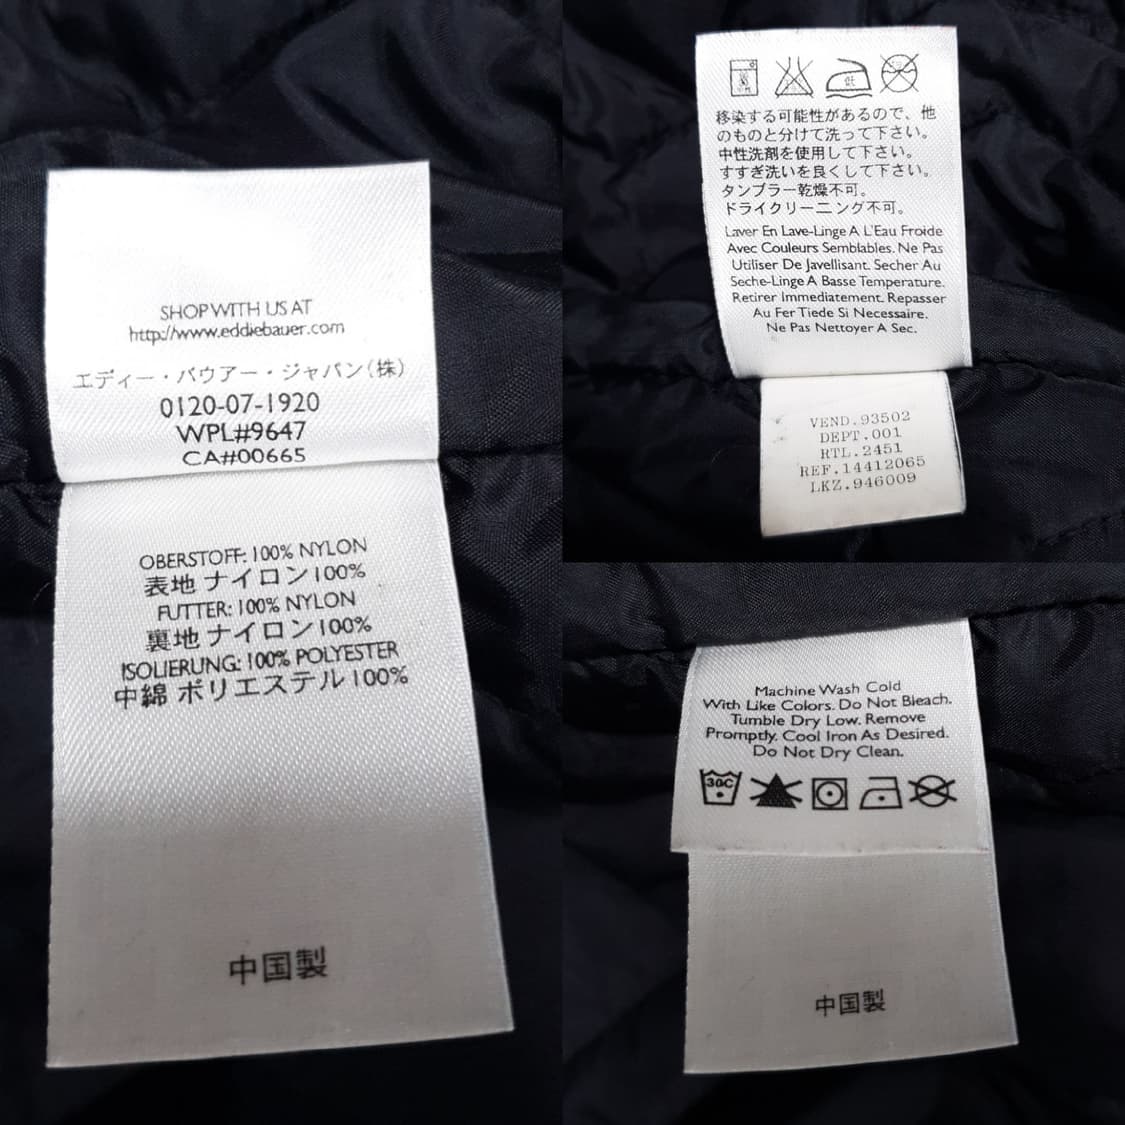 SHOP WITH US AT
http://www.eddiebauer.com
エディー・バウアー・ジャパン(株)
0120-07-1920
WPL#9647
CA#00665
OBERSTOFF: 100% NYLON
表地 ナイロン100%
FUTTER: 100% NYLON
裏地 ナイロン100%
ISOLIERUNG: 100% POLYESTER
中綿 ポリエステル100%
中国製
低
移染する可能性があるので、他
のものと分けて洗って下さい。
中性洗剤を使用して下さい。
すすぎ洗いを良くして下さい。
タンブラー乾燥不可。
ドライクリーニング不可。
Laver En Lave-Linge A L'Eau Froide
Avec Couleurs Semblables. Ne Pas
Utiliser De Javellisant. Secher Au
Seche-Linge A Basse Temperature.
Retirer Immediatement. Repasser
Au Fer Tiede Si Necessaire.
Ne Pas Nettoyer A Sec.
VEND.93502
DEPT.001
RTL.2451
REF.14412065
LKZ.946009
Machine Wash Cold
With Like Colors. Do Not Bleach.
Tumble Dry Low. Remove
Promptly. Cool Iron As Desired.
Do Not Dry Clean.
30C
中国製